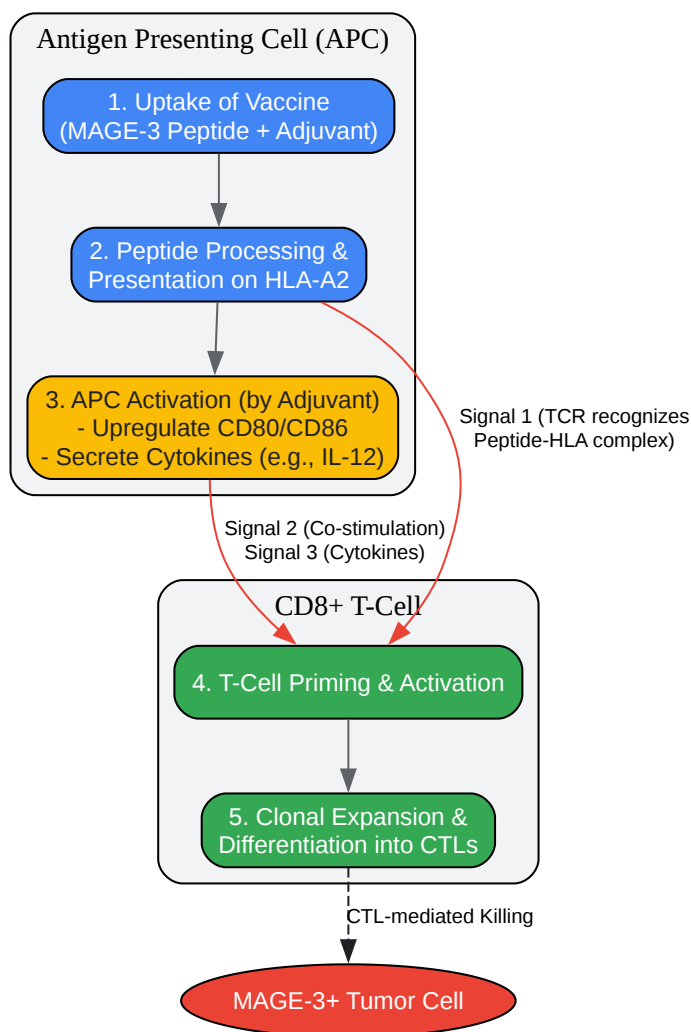 Antigen Presenting Cell (APC)
1. Uptake of Vaccine
(MAGE-3 Peptide + Adjuvant)
2. Peptide Processing &
Presentation on HLA-A2
3. APC Activation (by Adjuvant)
- Upregulate CD80/CD86
- Secrete Cytokines (e.g., IL-12)
Signal 1 (TCR recognizes
Peptide-HLA complex)
Signal 2 (Co-stimulation)
Signal 3 (Cytokines)
CD8+ T-Cell
4. T-Cell Priming & Activation
5. Clonal Expansion &
Differentiation into CTLs
CTL-mediated Killing
MAGE-3+ Tumor Cell